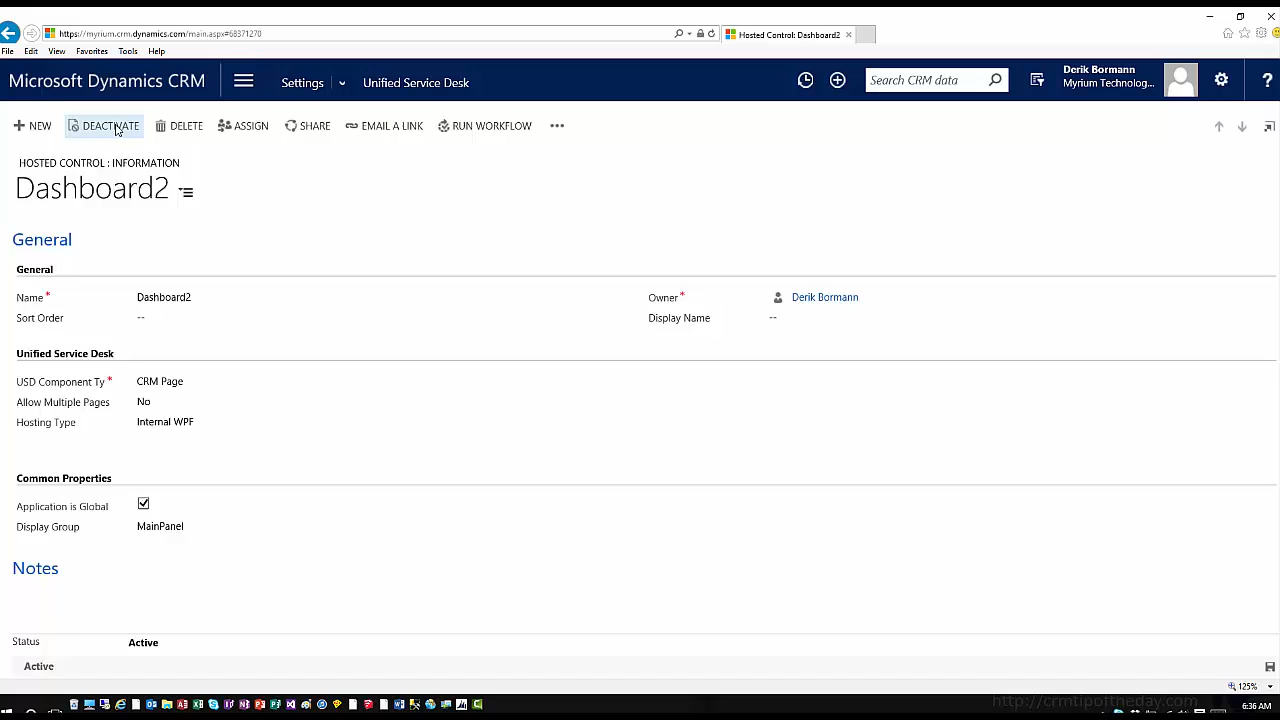 https://myrium.crm.dynamics.com/main.aspx#68371270
Hosted Control: Dashboard2
File Edit View Favorites Tools Help
Microsoft Dynamics CRM
Settings
Unified Service Desk
Search CRM data
Derik Bormann
Myrium Technolog...
?
NEW DEACTIVATE DELETE ASSIGN SHARE EMAIL A LINK RUN WORKFLOW ...
HOSTED CONTROL : INFORMATION
Dashboard2
General
General
Name* Dashboard2 Owner* Derik Bormann
Sort Order -- Display Name --
Unified Service Desk
USD Component Ty* CRM Page
Allow Multiple Pages No
Hosting Type Internal WPF
Common Properties
Application is Global
Display Group MainPanel
Notes
Status Active
Active
125%
http://crmtipoftheday.com
6:36 AM